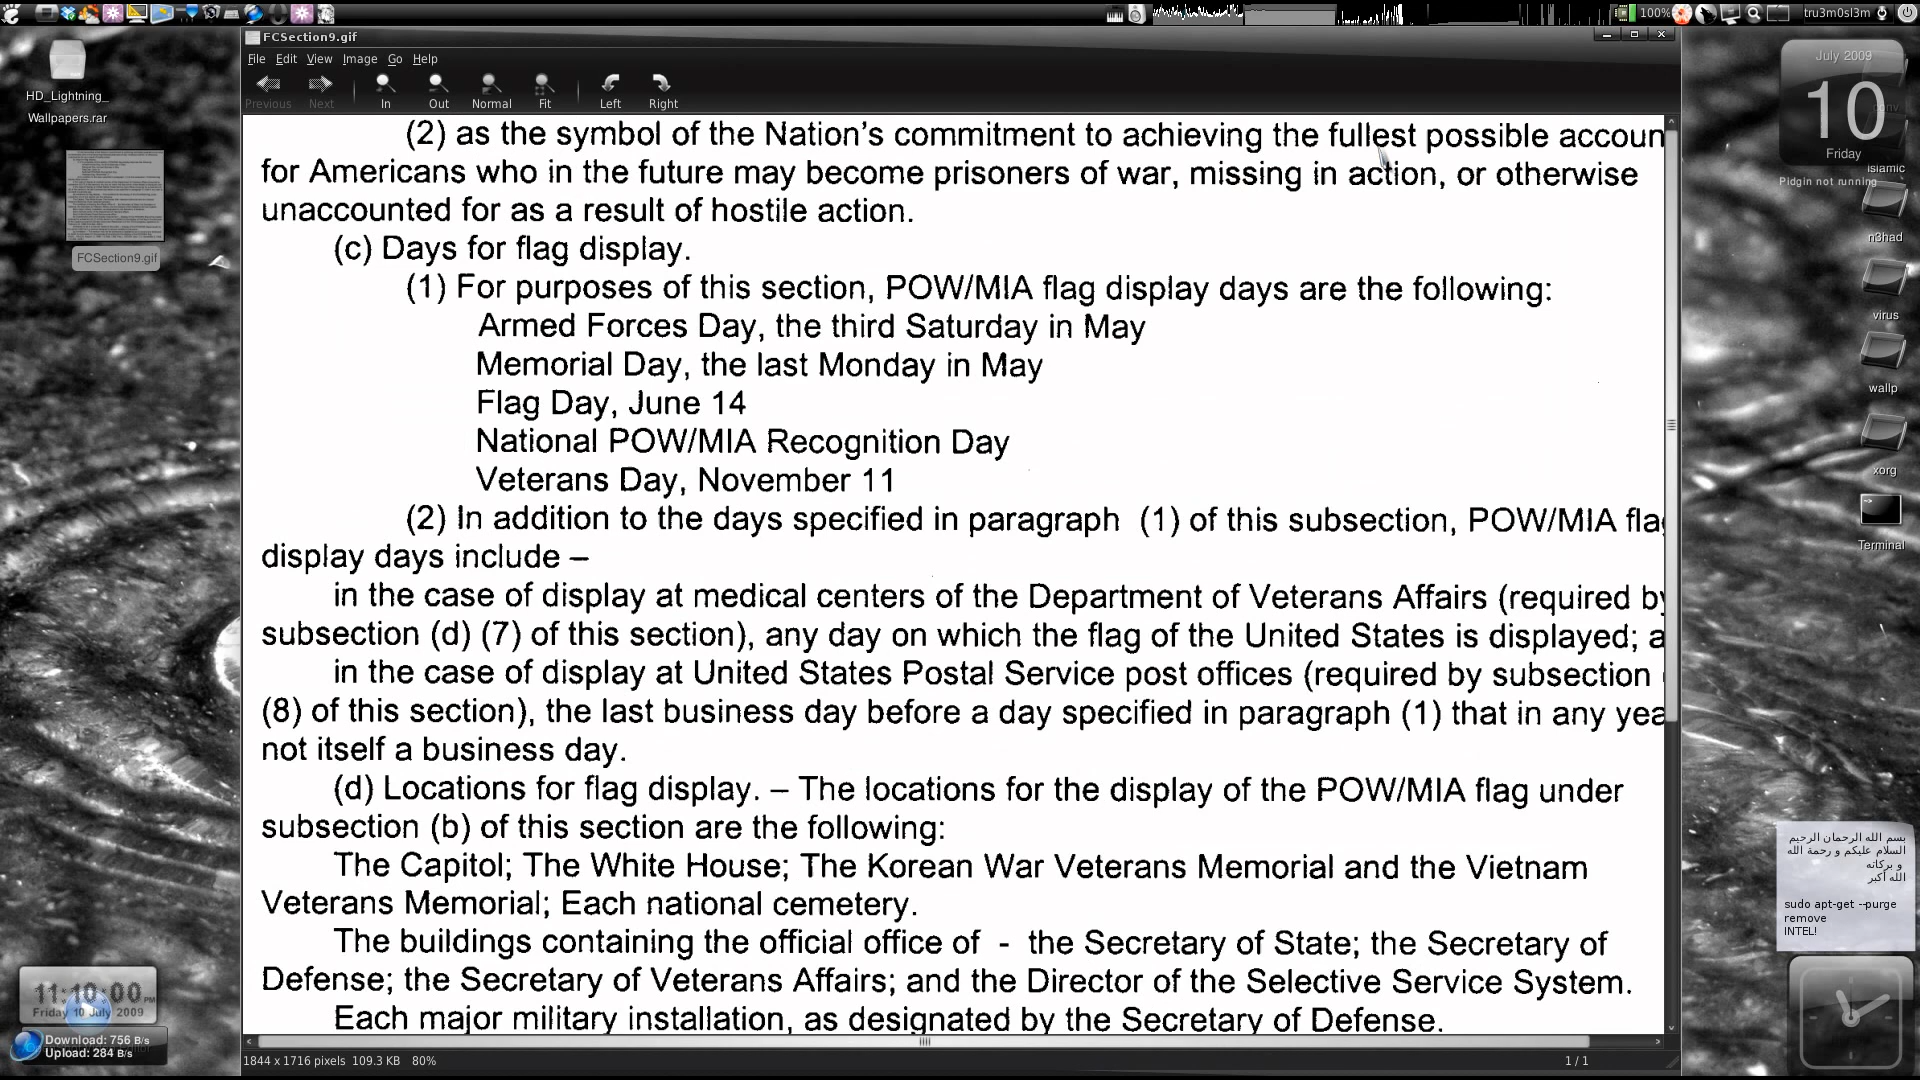 100%
tru3m0sl3m
FCSection9.gif
File Edit View Image Go Help
Previous Next In Out Normal Fit Left Right
(2) as the symbol of the Nation's commitment to achieving the fullest possible accoun
for Americans who in the future may become prisoners of war, missing in action, or otherwise
unaccounted for as a result of hostile action.
(c) Days for flag display.
(1) For purposes of this section, POW/MIA flag display days are the following:
Armed Forces Day, the third Saturday in May
Memorial Day, the last Monday in May
Flag Day, June 14
National POW/MIA Recognition Day
Veterans Day, November 11
(2) In addition to the days specified in paragraph (1) of this subsection, POW/MIA flag
display days include –
in the case of display at medical centers of the Department of Veterans Affairs (required by
subsection (d) (7) of this section), any day on which the flag of the United States is displayed; a
in the case of display at United States Postal Service post offices (required by subsection
(8) of this section), the last business day before a day specified in paragraph (1) that in any yea
not itself a business day.
(d) Locations for flag display. – The locations for the display of the POW/MIA flag under
subsection (b) of this section are the following:
The Capitol; The White House; The Korean War Veterans Memorial and the Vietnam
Veterans Memorial; Each national cemetery.
The buildings containing the official office of - the Secretary of State; the Secretary of
Defense; the Secretary of Veterans Affairs; and the Director of the Selective Service System.
Each major military installation, as designated by the Secretary of Defense.
1844 x 1716 pixels 109.3 KB 80%
1 / 1
HD_Lightning_
Wallpapers.rar
FCSection9.gif
11:10:00 PM
Friday 10 July 2009
Download: 756 B/s
Upload: 284 B/s
July 2009
10
Friday
conv
islamic
Pidgin not running
n3had
virus
wallp
xorg
Terminal
بسم الله الرحمان الرحيم
السلام عليكم و رحمة الله
و بركاته
الله أكبر
sudo apt-get --purge
remove
INTEL!